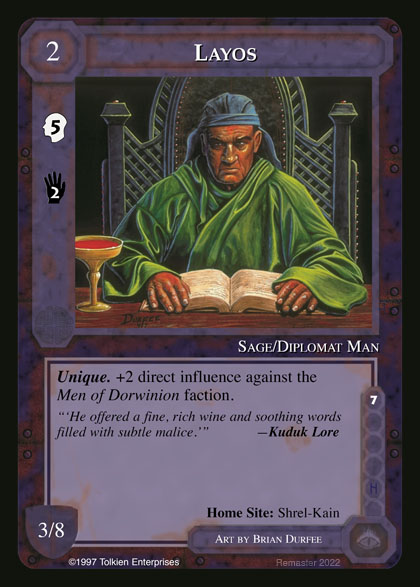 2
LAYOS
5
2
DURFEE
SAGE/DIPLOMAT MAN
Unique. +2 direct influence against the
Men of Dorwinion faction.
“‘He offered a fine, rich wine and soothing words
filled with subtle malice.’” —Kuduk Lore
7
H
Home Site: Shrel-Kain
3/8
ART BY BRIAN DURFEE
©1997 Tolkien Enterprises
Remaster 2022